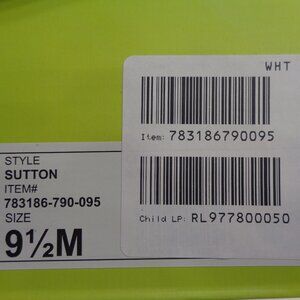 WHT
Item: 783186790095
Child LP: RL977800050
STYLE
SUTTON
ITEM#
783186-790-095
SIZE
9½M